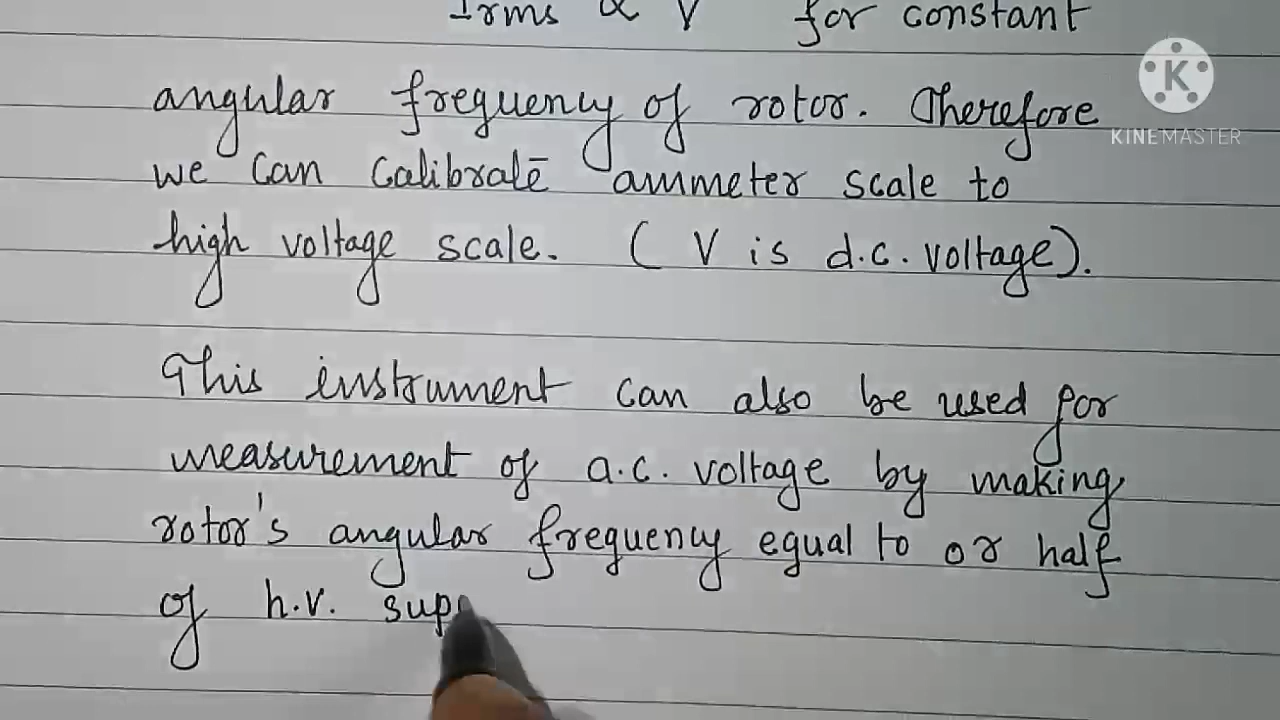 Irms ∝ V for constant
angular frequency of rotor. Therefore
we can calibrate ammeter scale to
high voltage scale. (V is d.c. voltage).
This instrument can also be used for
measurement of a.c. voltage by making
rotor's angular frequency equal to or half
of h.v. sup
K
KINEMASTER